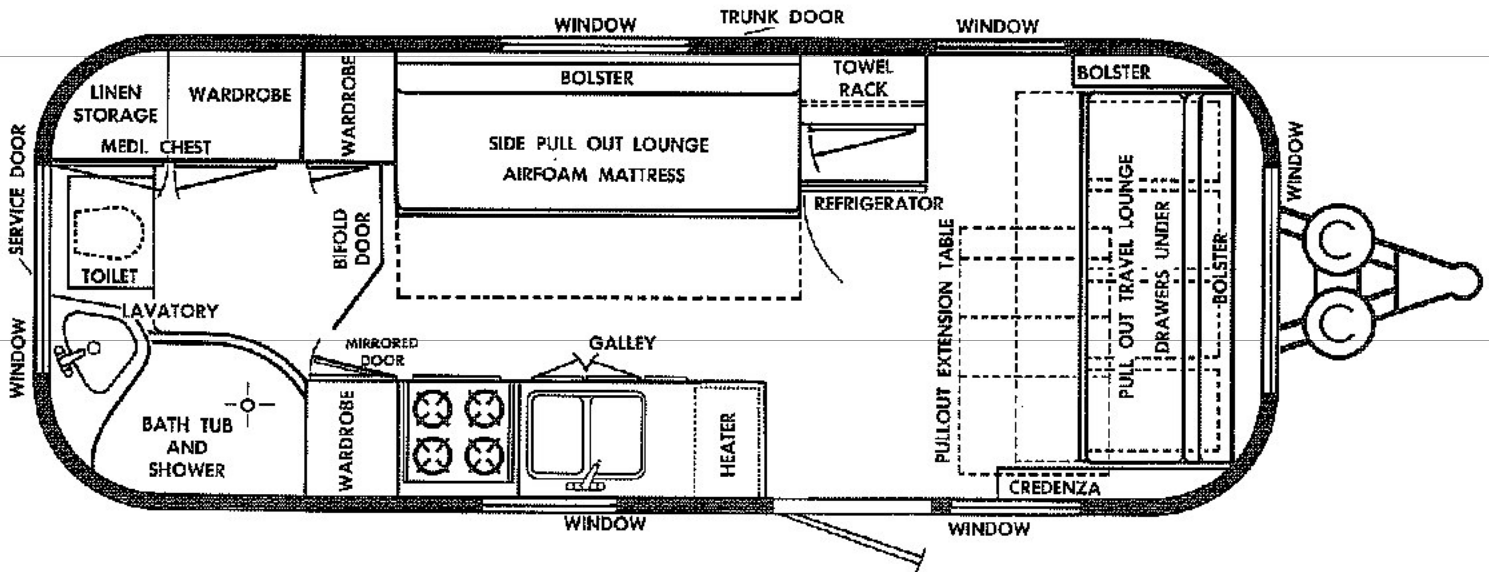 WINDOW
TRUNK DOOR
WINDOW
LINEN
STORAGE
WARDROBE
WARDROBE
BOLSTER
TOWEL
RACK
BOLSTER
MEDI. CHEST
SIDE PULL OUT LOUNGE
AIRFOAM MATTRESS
SERVICE DOOR
WINDOW
REFRIGERATOR
BIFOLD
DOOR
TOILET
LAVATORY
PULLOUT EXTENSION TABLE
PULL OUT TRAVEL LOUNGE
DRAWERS UNDER
BOLSTER
MIRRORED
DOOR
GALLEY
WINDOW
BATH TUB
AND
SHOWER
WARDROBE
HEATER
CREDENZA
WINDOW
WINDOW